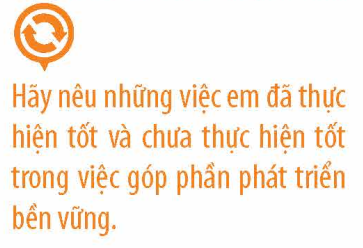 Hãy nêu những việc em đã thực
hiện tốt và chưa thực hiện tốt
trong việc góp phần phát triển
bền vững.